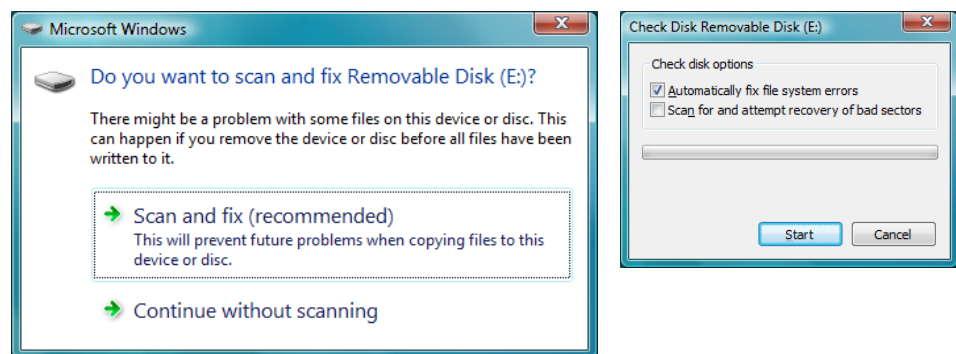 Microsoft Windows
Do you want to scan and fix Removable Disk (E:)?
There might be a problem with some files on this device or disc. This
can happen if you remove the device or disc before all files have been
written to it.
Scan and fix (recommended)
This will prevent future problems when copying files to this
device or disc.
Continue without scanning
Check Disk Removable Disk (E:)
Check disk options
Automatically fix file system errors
Scan for and attempt recovery of bad sectors
Start
Cancel